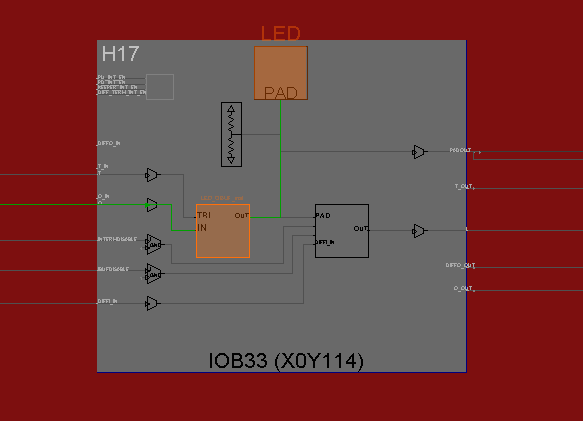 LED
H17
PAD
PD_INT_EN
KEEPER_INT_EN
DIFF_TERM_INT_EN
DIFFO_IN
T_IN
T
O_IN
O
INTERMDISABLE
IBUFDISABLE
DIFFI_IN
TRI
OUT
IN
PAD
OUT
DIFFI_IN
PADOUT
T_OUT
I
DIFFO_OUT
O_OUT
IOB33 (X0Y114)